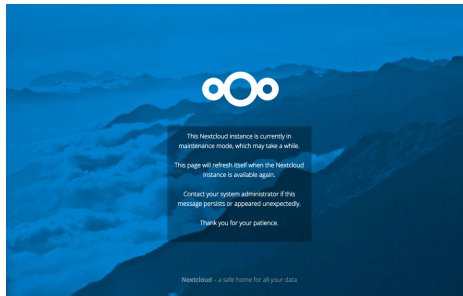 This Nextcloud instance is currently in
maintenance mode, which may take a while.
This page will refresh itself when the Nextcloud
instance is available again.
Contact your system administrator if this
message persists or appeared unexpectedly.
Thank you for your patience.
Nextcloud – a safe home for all your data